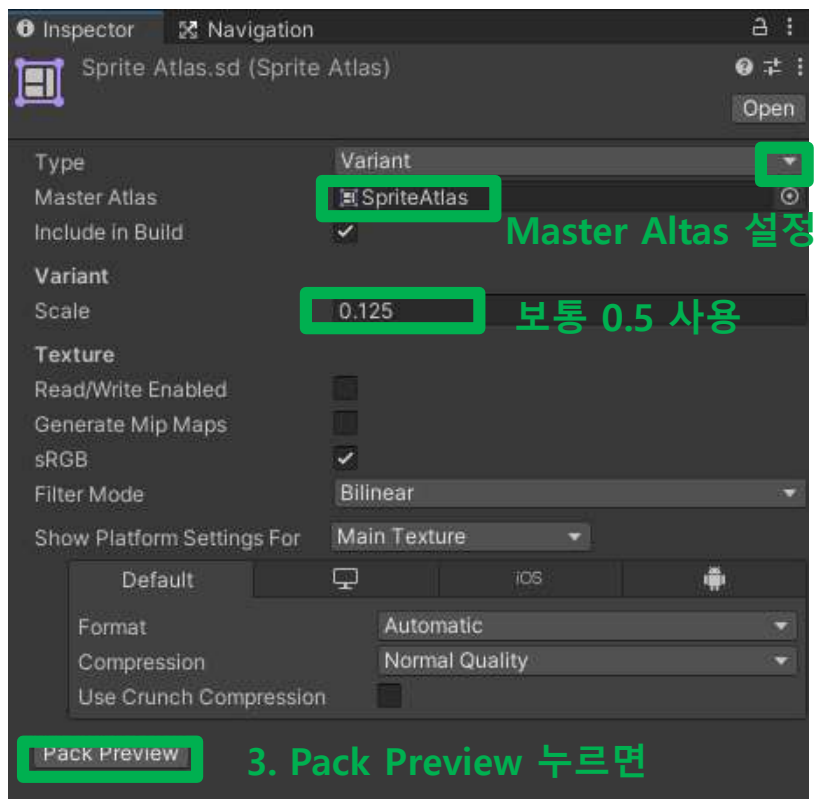 Inspector Navigation
Sprite Atlas.sd (Sprite Atlas)
Open
Type Variant
Master Atlas SpriteAtlas
Master Altas 설정
Include in Build
Variant
Scale 0.125
보통 0.5 사용
Texture
Read/Write Enabled
Generate Mip Maps
sRGB
Filter Mode Bilinear
Show Platform Settings For Main Texture
Default iOS
Format Automatic
Compression Normal Quality
Use Crunch Compression
Pack Preview
3. Pack Preview 누르면